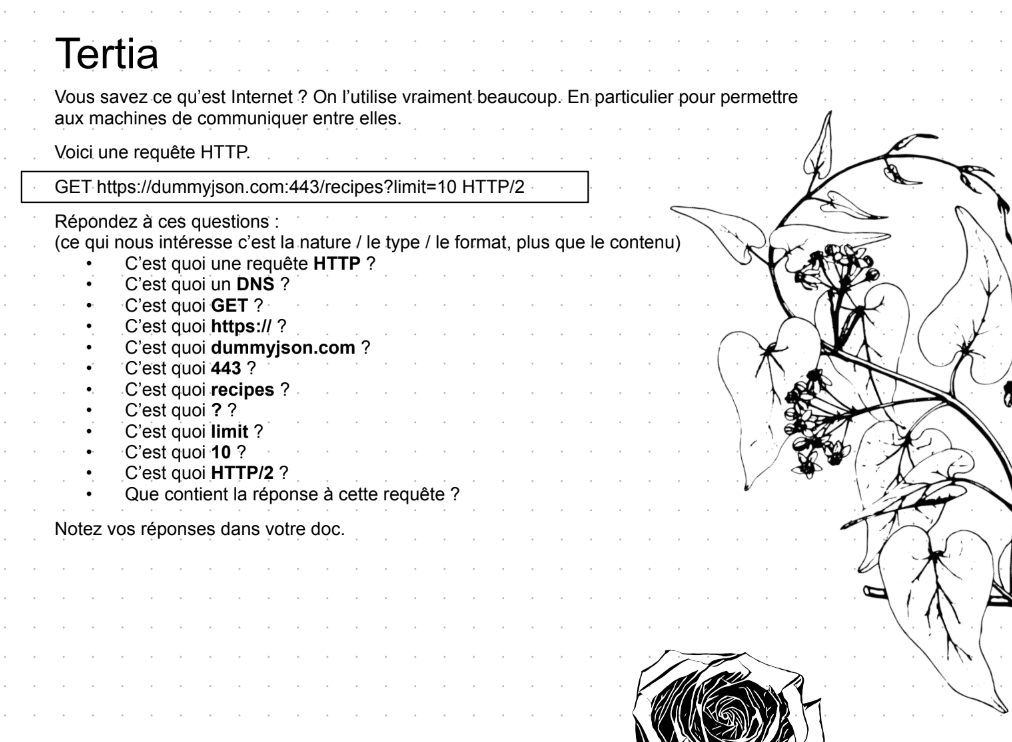 Tertia
Vous savez ce qu’est Internet ? On l’utilise vraiment beaucoup. En particulier pour permettre
aux machines de communiquer entre elles.
Voici une requête HTTP.
GET https://dummyjson.com:443/recipes?limit=10 HTTP/2
Répondez à ces questions :
(ce qui nous intéresse c’est la nature / le type / le format, plus que le contenu)
• C’est quoi une requête HTTP ?
• C’est quoi un DNS ?
• C’est quoi GET ?
• C’est quoi https:// ?
• C’est quoi dummyjson.com ?
• C’est quoi 443 ?
• C’est quoi recipes ?
• C’est quoi ? ?
• C’est quoi limit ?
• C’est quoi 10 ?
• C’est quoi HTTP/2 ?
• Que contient la réponse à cette requête ?
Notez vos réponses dans votre doc.